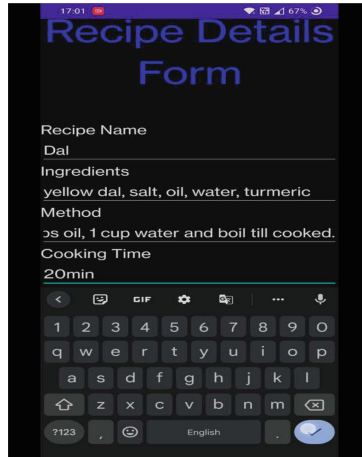 17:01
67%
Recipe Details
Form
Recipe Name
Dal
Ingredients
yellow dal, salt, oil, water, turmeric
Method
os oil, 1 cup water and boil till cooked.
Cooking Time
20min
GIF
1 2 3 4 5 6 7 8 9 0
q w e r t y u i o p
a s d f g h j k l
z x c v b n m
?123 , English .